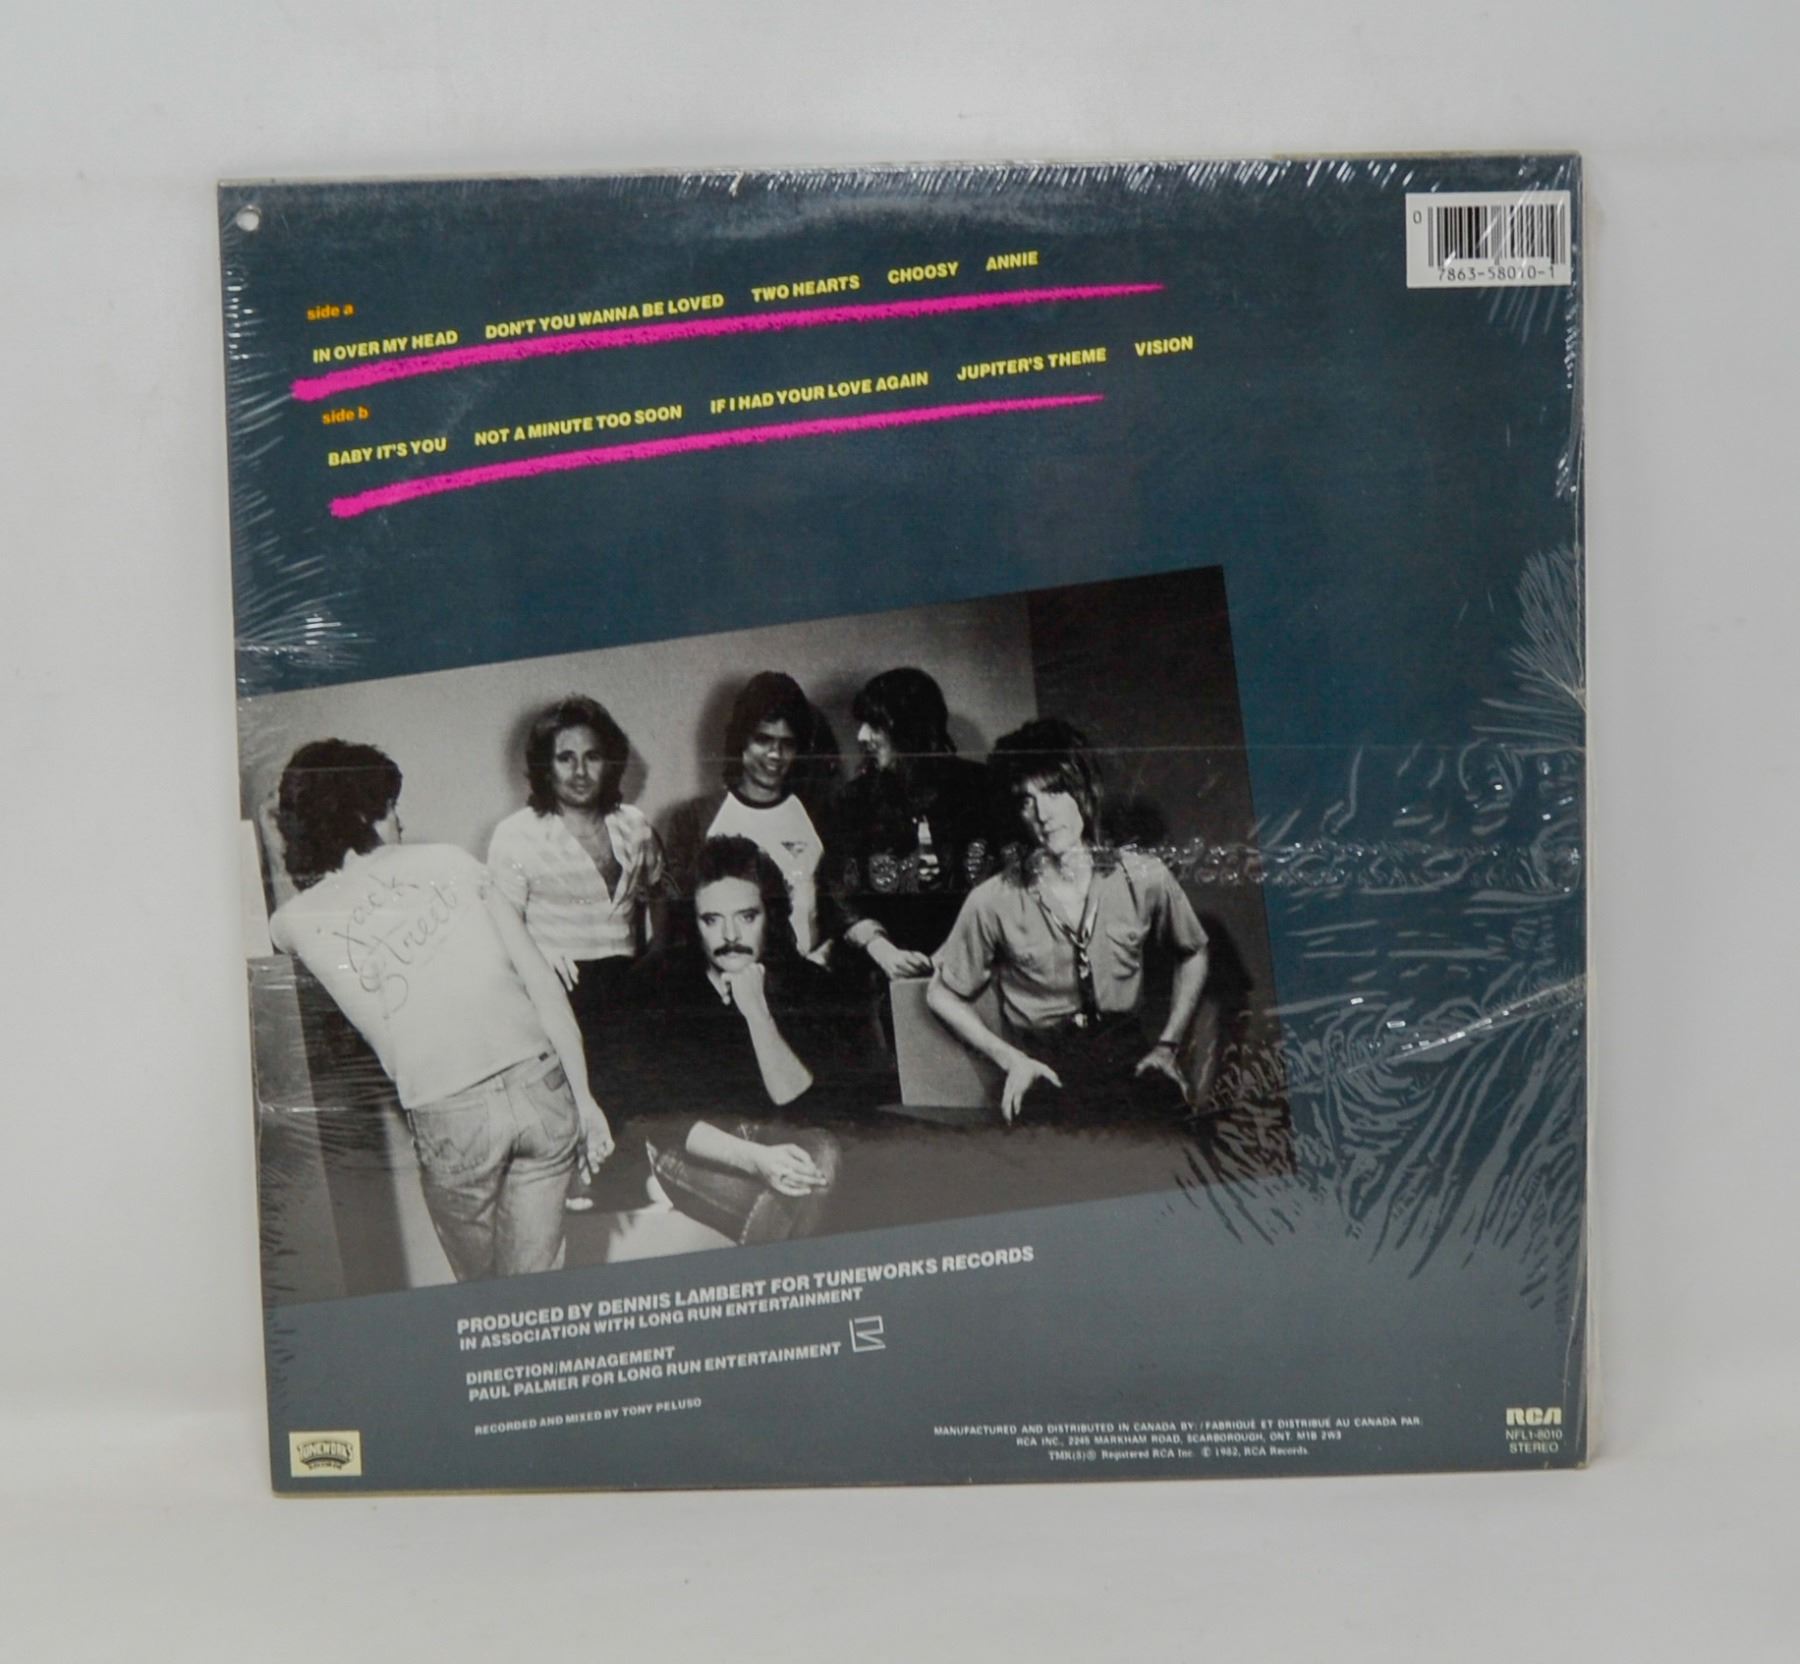 0
7863-58010-1
side a
IN OVER MY HEAD DON'T YOU WANNA BE LOVED TWO HEARTS CHOOSY ANNIE
side b
BABY IT'S YOU NOT A MINUTE TOO SOON IF I HAD YOUR LOVE AGAIN JUPITER'S THEME VISION
Jack
Street
PRODUCED BY DENNIS LAMBERT FOR TUNEWORKS RECORDS
IN ASSOCIATION WITH LONG RUN ENTERTAINMENT
DIRECTION/MANAGEMENT
PAUL PALMER FOR LONG RUN ENTERTAINMENT
RECORDED AND MIXED BY TONY PELUSO
TUNEWORKS
RECORDS
MANUFACTURED AND DISTRIBUTED IN CANADA BY:/FABRIQUÉ ET DISTRIBUÉ AU CANADA PAR:
RCA INC., 2245 MARKHAM ROAD, SCARBOROUGH, ONT. M1B 2W3
TMK(S)® Registered RCA Inc. © 1982, RCA Records
RCA
NFL1-8010
STEREO